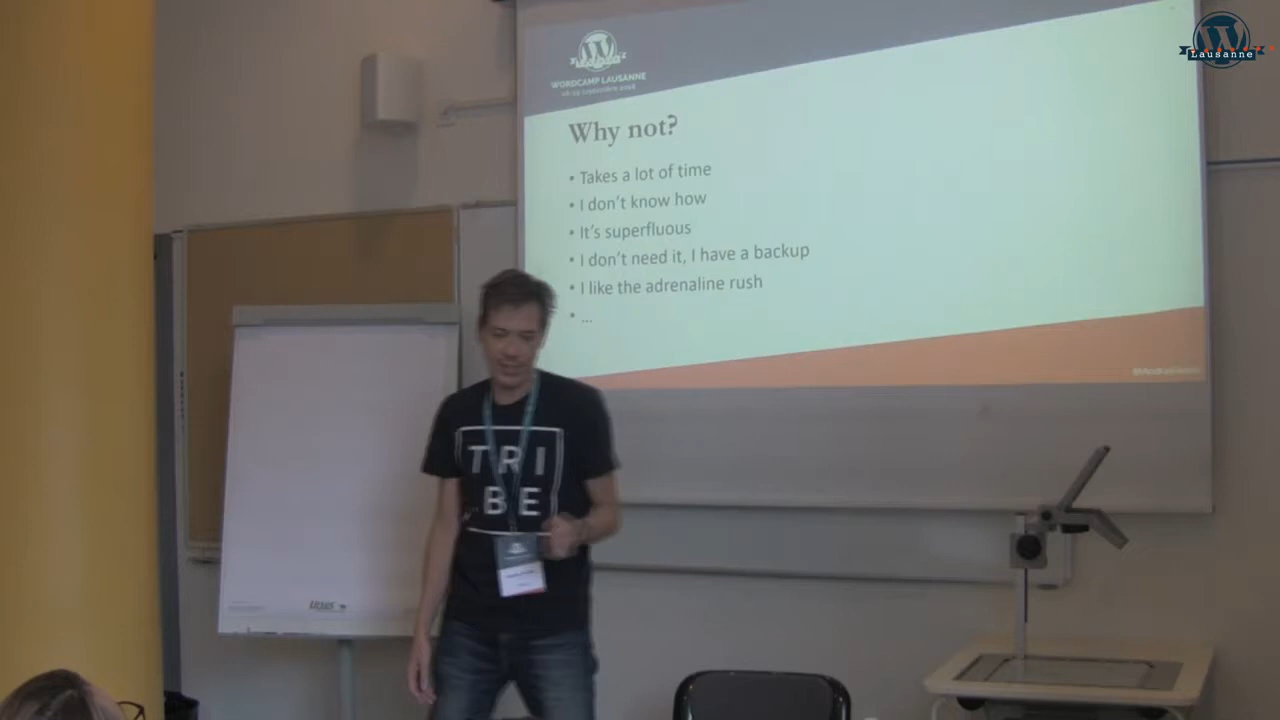 WORDCAMP LAUSANNE
Why not?
• Takes a lot of time
• I don't know how
• It's superfluous
• I don't need it, I have a backup
• I like the adrenaline rush
• ...
TRI
BE
Lausanne